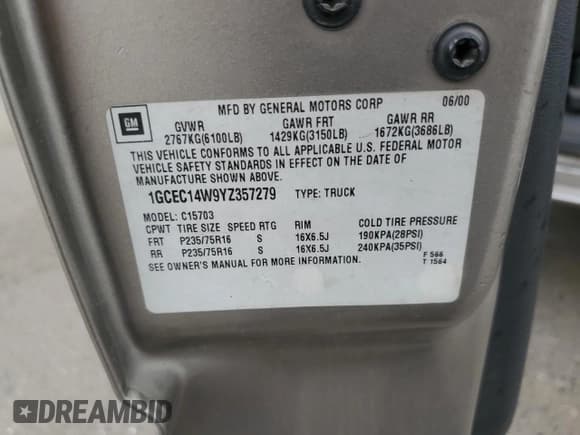 MFD BY GENERAL MOTORS CORP 06/00
GM
GVWR GAWR FRT GAWR RR
2767KG(6100LB) 1429KG(3150LB) 1672KG(3686LB)
THIS VEHICLE CONFORMS TO ALL APPLICABLE U.S. FEDERAL MOTOR
VEHICLE SAFETY STANDARDS IN EFFECT ON THE DATE OF
MANUFACTURE SHOWN ABOVE.
1GCEC14W9YZ357279 TYPE: TRUCK
MODEL: C15703
CPWT TIRE SIZE SPEED RTG RIM COLD TIRE PRESSURE
FRT P235/75R16 S 16X6.5J 190KPA(28PSI)
RR P235/75R16 S 16X6.5J 240KPA(35PSI)
SEE OWNER'S MANUAL FOR MORE INFORMATION.
F 566
T 1564
DREAMBID